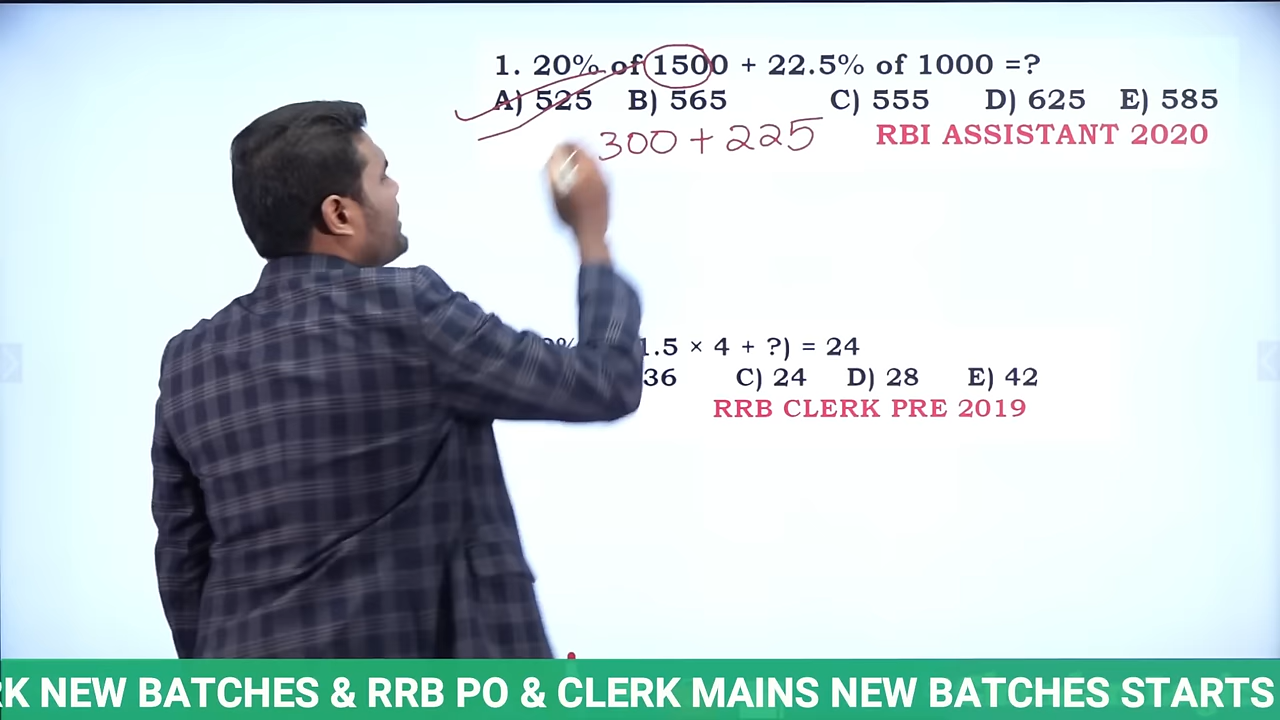 1. 20% of 1500 + 22.5% of 1000 =?
A) 525 B) 565 C) 555 D) 625 E) 585
300 + 225
RBI ASSISTANT 2020
1.5 × 4 + ?) = 24
36 C) 24 D) 28 E) 42
RRB CLERK PRE 2019
NEW BATCHES & RRB PO & CLERK MAINS NEW BATCHES STARTS